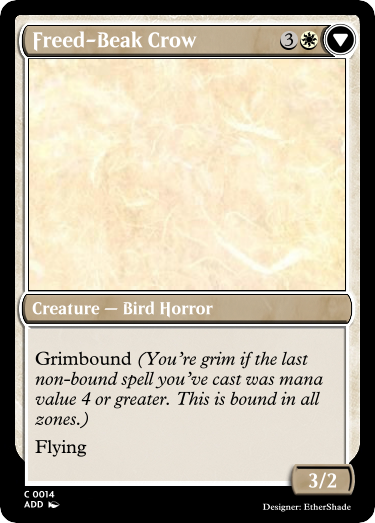 Freed-Beak Crow 3
Creature — Bird Horror
Grimbound (You're grim if the last
non-bound spell you've cast was mana
value 4 or greater. This is bound in all
zones.)
Flying
3/2
C 0014
ADD
Designer: EtherShade